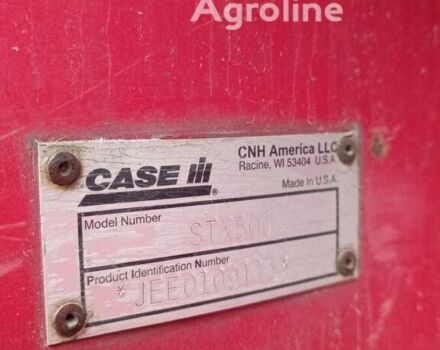 Agroline
CASE IH
CNH America LLC
Racine, WI 53404 U.S.A.
Made in U.S.A.
Model Number
STX500
Product Identification Number